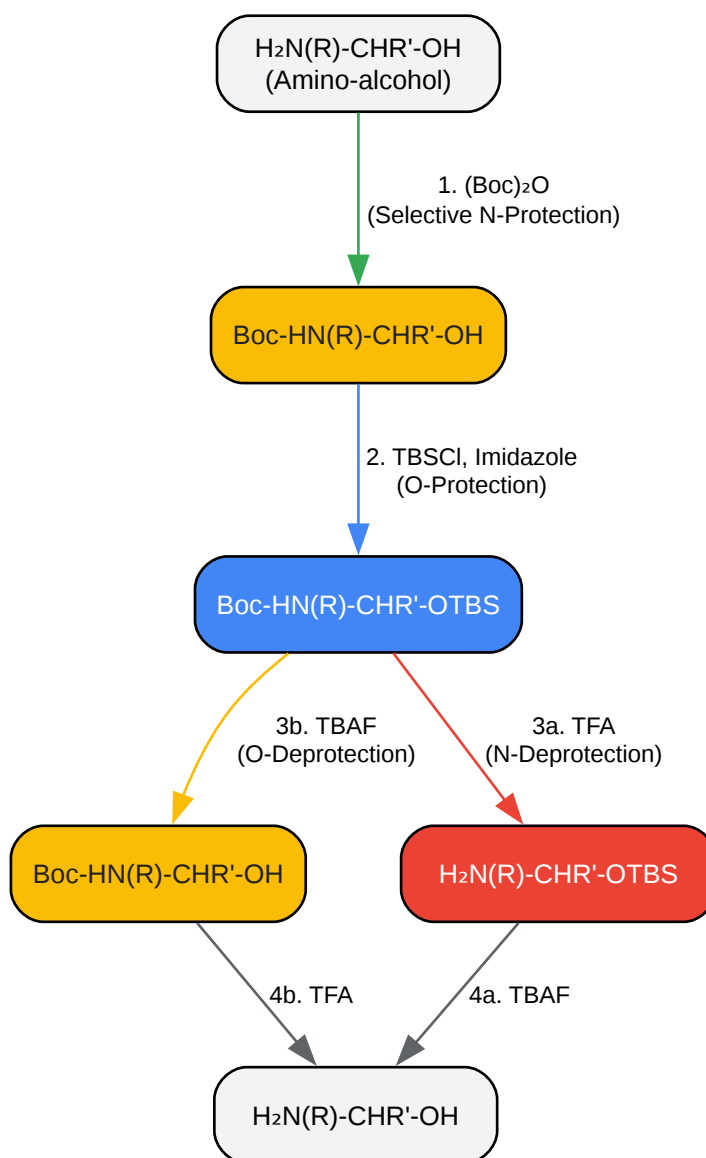 H₂N(R)-CHR'-OH
(Amino-alcohol)
1. (Boc)₂O
(Selective N-Protection)
Boc-HN(R)-CHR'-OH
2. TBSCl, Imidazole
(O-Protection)
Boc-HN(R)-CHR'-OTBS
3b. TBAF
(O-Deprotection)
3a. TFA
(N-Deprotection)
Boc-HN(R)-CHR'-OH
H₂N(R)-CHR'-OTBS
4b. TFA
4a. TBAF
H₂N(R)-CHR'-OH